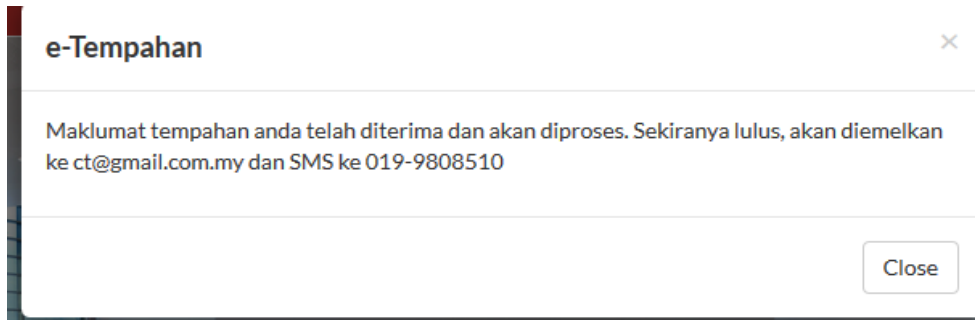 e-Tempahan
×
Maklumat tempahan anda telah diterima dan akan diproses. Sekiranya lulus, akan diemelkan
ke ct@gmail.com.my dan SMS ke 019-9808510
Close